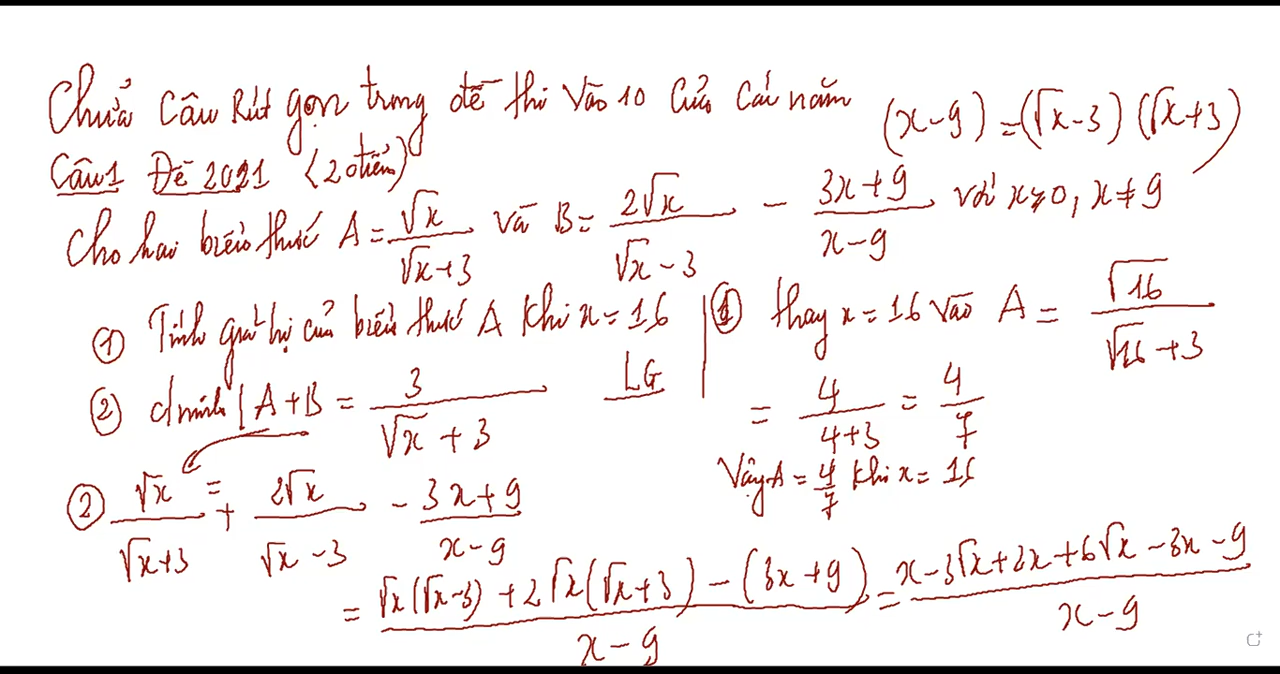 Chữa câu Rút gọn trong đề thi vào 10 của các năm
(x-9) = (√x-3)(√x+3)
Câu 1 Đề 2021 (2 điểm)
Cho hai biểu thức A = √x/(√x+3) và B = 2√x/(√x-3) - (3x+9)/(x-9) với x≥0, x≠9
① Tính giá trị của biểu thức A khi x=16
② c/minh A+B = 3/(√x+3)
LG
① thay x=16 vào A = √16/(√16+3)
= 4/(4+3) = 4/7
Vậy A = 4/7 khi x=16
② √x/(√x+3) + 2√x/(√x-3) - (3x+9)/(x-9)
= (√x(√x-3) + 2√x(√x+3) - (3x+9))/(x-9) = (x-3√x+2x+6√x-3x-9)/(x-9)